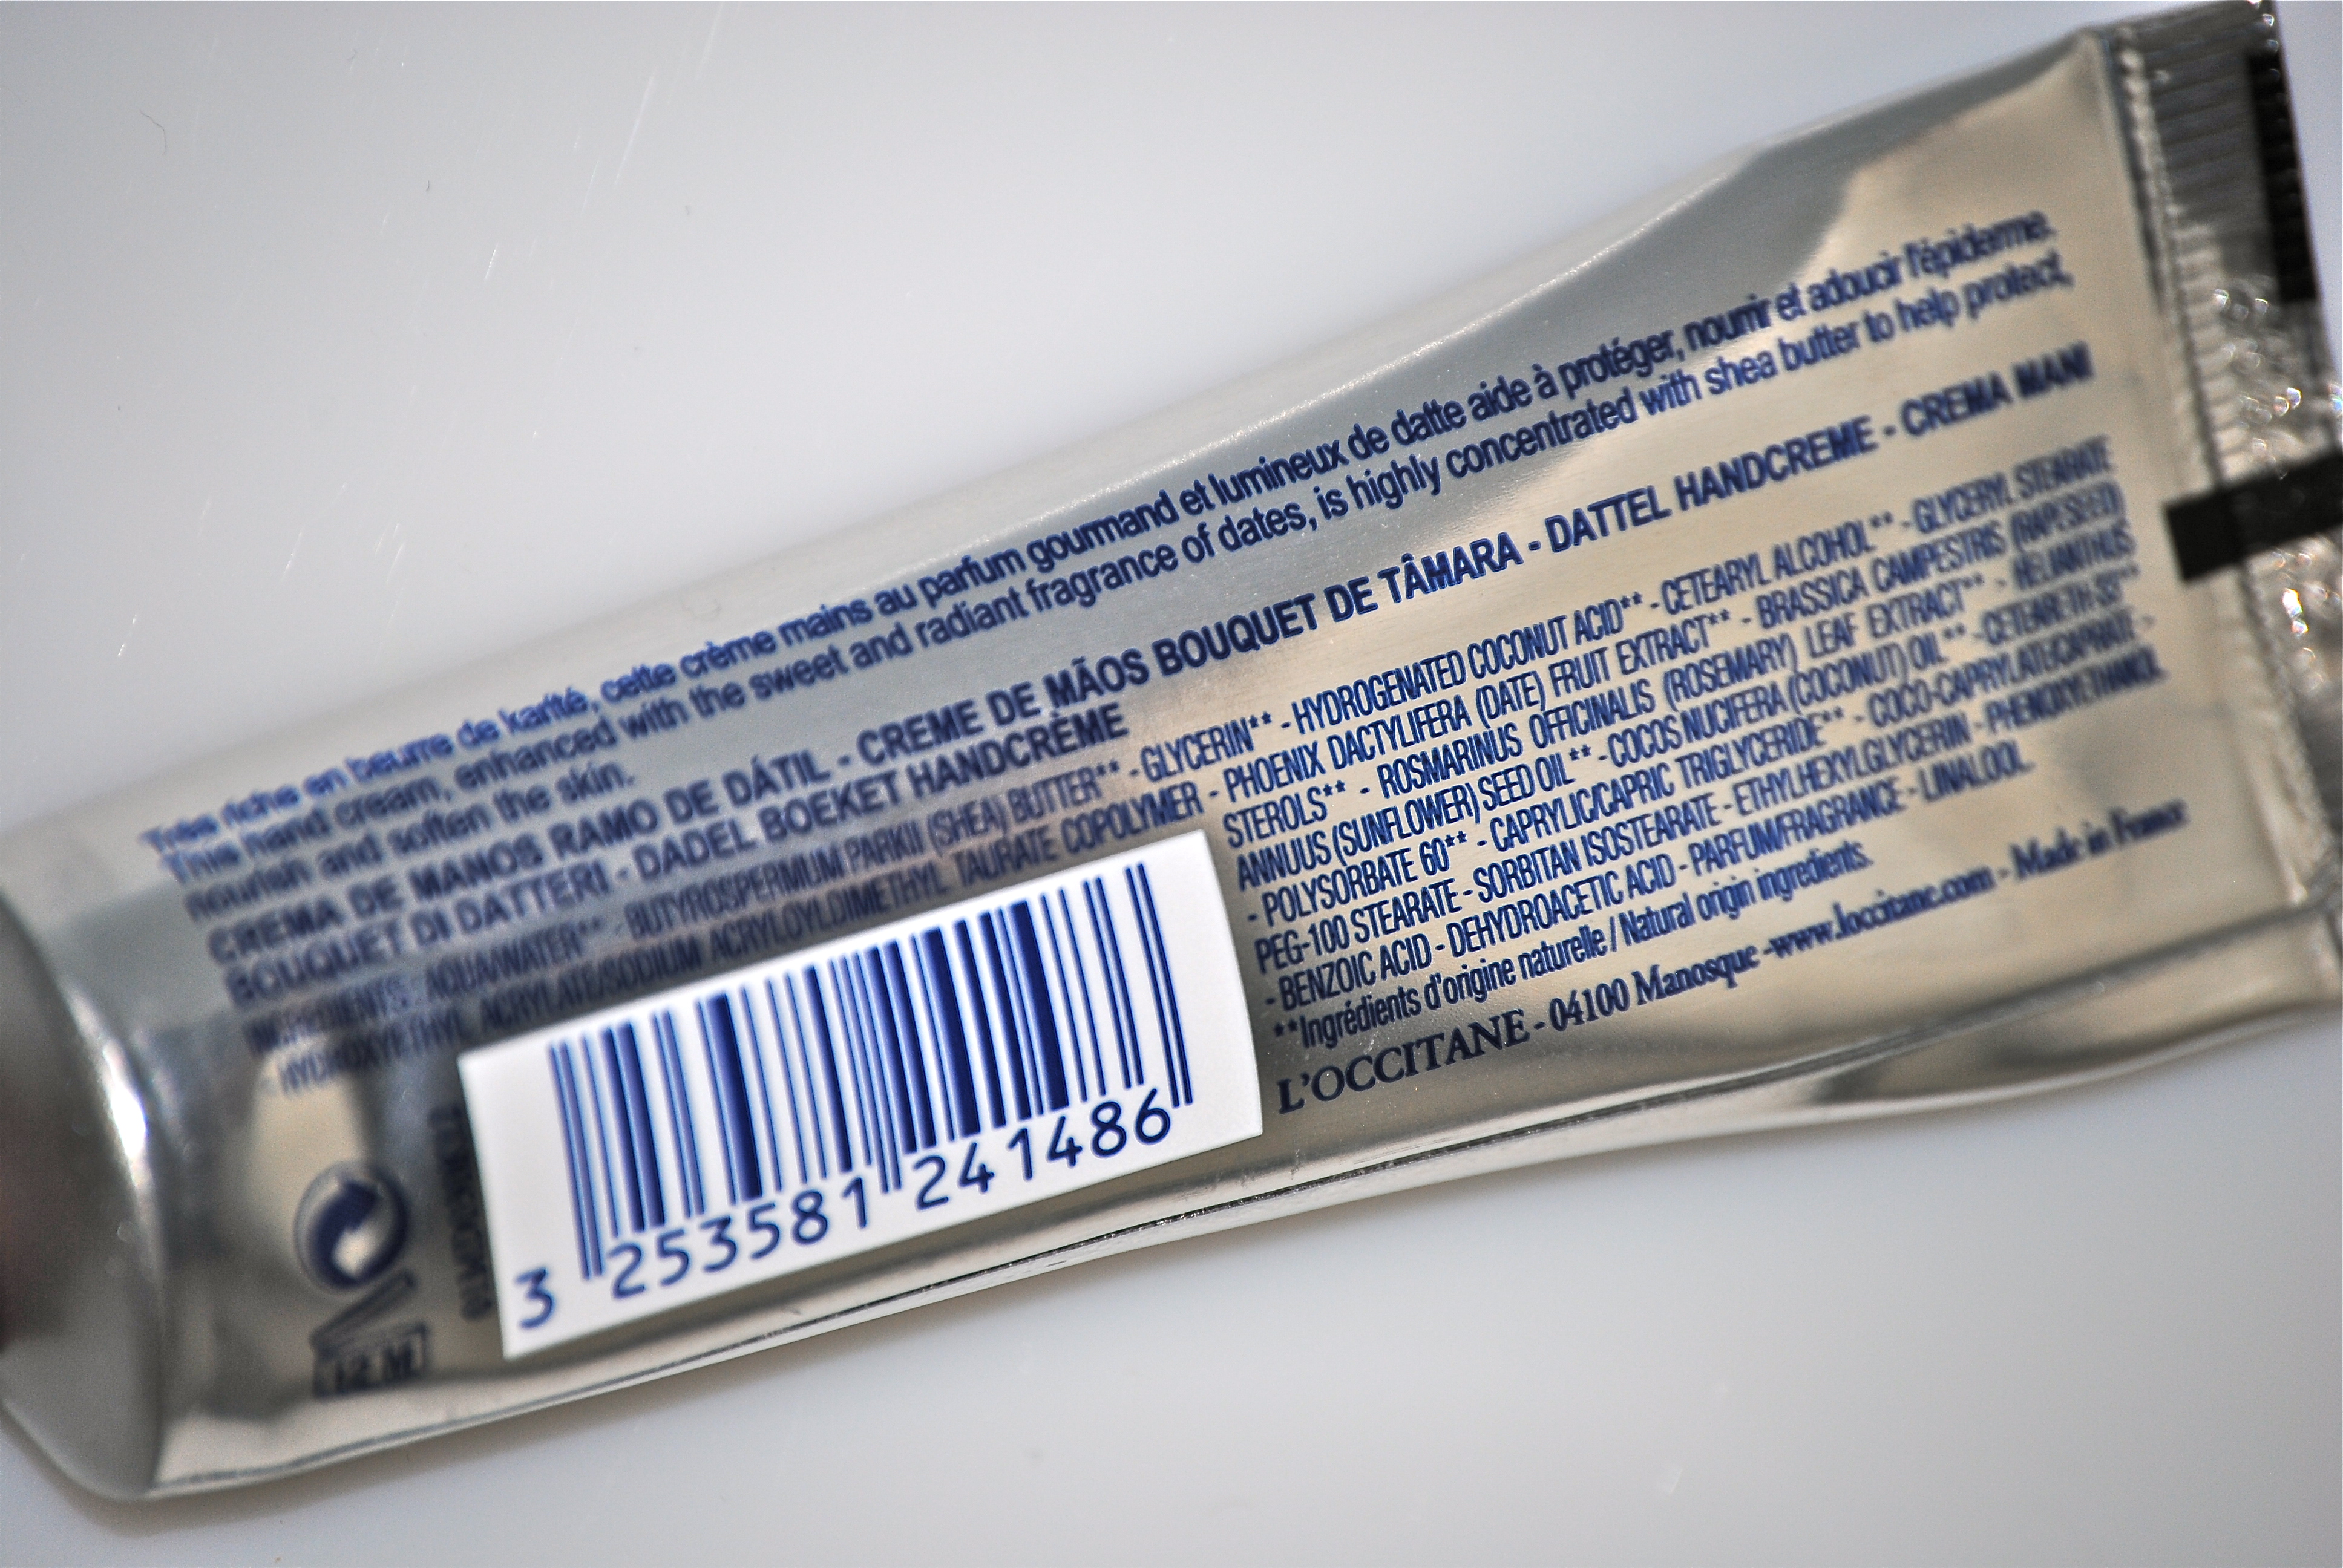 Très riche en beurre de karité, cette crème mains au parfum gourmand et lumineux de datte aide à protéger, nourrir et adoucir l'épiderme.
This hand cream, enhanced with the sweet and radiant fragrance of dates, is highly concentrated with shea butter to help protect,
nourish and soften the skin.
CREMA DE MANOS RAMO DE DÁTIL - CREME DE MÃOS BOUQUET DE TÂMARA - DATTEL HANDCREME - CREMA MANI
BOUQUET DI DATTERI - DADEL BOEKET HANDCRÈME
INGREDIENTS : AQUA/WATER** - BUTYROSPERMUM PARKII (SHEA) BUTTER** - GLYCERIN** - HYDROGENATED COCONUT ACID** - CETEARYL ALCOHOL** - GLYCERYL STEARATE
- HYDROXYETHYL ACRYLATE/SODIUM ACRYLOYLDIMETHYL TAURATE COPOLYMER - PHOENIX DACTYLIFERA (DATE) FRUIT EXTRACT** - BRASSICA CAMPESTRIS (RAPESEED)
STEROLS** - ROSMARINUS OFFICINALIS (ROSEMARY) LEAF EXTRACT** - HELIANTHUS
ANNUUS (SUNFLOWER) SEED OIL** - COCOS NUCIFERA (COCONUT) OIL** - CETEARETH-33**
- POLYSORBATE 60** - CAPRYLIC/CAPRIC TRIGLYCERIDE** - COCO-CAPRYLATE/CAPRATE -
PEG-100 STEARATE - SORBITAN ISOSTEARATE - ETHYLHEXYLGLYCERIN - PHENOXYETHANOL
- BENZOIC ACID - DEHYDROACETIC ACID - PARFUM/FRAGRANCE - LINALOOL
**Ingrédients d'origine naturelle / Natural origin ingredients.
L'OCCITANE - 04100 Manosque -www.loccitane.com - Made in France
3 253581 241486
12 M